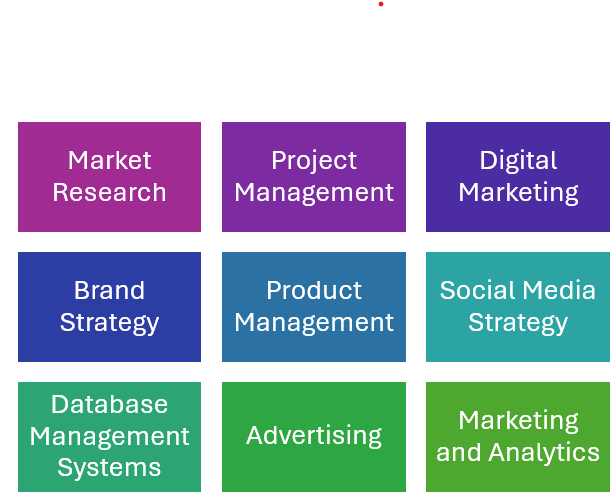 Market
Research
Project
Management
Digital
Marketing
Brand
Strategy
Product
Management
Social Media
Strategy
Database
Management
Systems
Advertising
Marketing
and Analytics